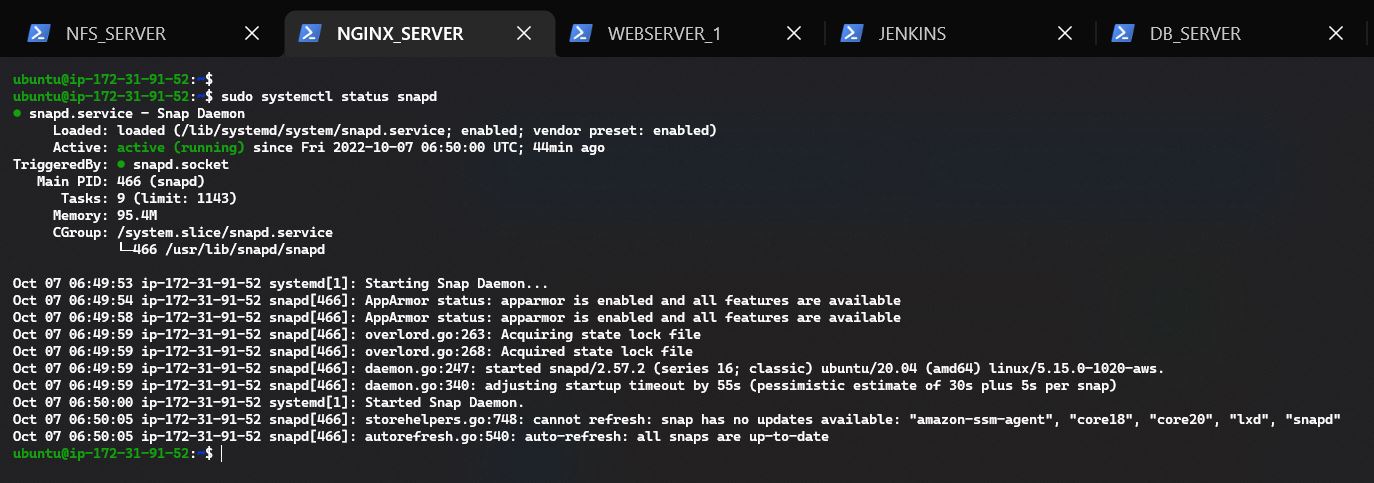 NFS_SERVER NGINX_SERVER WEBSERVER_1 JENKINS DB_SERVER
ubuntu@ip-172-31-91-52:~$
ubuntu@ip-172-31-91-52:~$ sudo systemctl status snapd
● snapd.service - Snap Daemon
     Loaded: loaded (/lib/systemd/system/snapd.service; enabled; vendor preset: enabled)
     Active: active (running) since Fri 2022-10-07 06:50:00 UTC; 44min ago
TriggeredBy: ● snapd.socket
   Main PID: 466 (snapd)
      Tasks: 9 (limit: 1143)
     Memory: 95.4M
     CGroup: /system.slice/snapd.service
             └─466 /usr/lib/snapd/snapd
Oct 07 06:49:53 ip-172-31-91-52 systemd[1]: Starting Snap Daemon...
Oct 07 06:49:54 ip-172-31-91-52 snapd[466]: AppArmor status: apparmor is enabled and all features are available
Oct 07 06:49:58 ip-172-31-91-52 snapd[466]: AppArmor status: apparmor is enabled and all features are available
Oct 07 06:49:59 ip-172-31-91-52 snapd[466]: overlord.go:263: Acquiring state lock file
Oct 07 06:49:59 ip-172-31-91-52 snapd[466]: overlord.go:268: Acquired state lock file
Oct 07 06:49:59 ip-172-31-91-52 snapd[466]: daemon.go:247: started snapd/2.57.2 (series 16; classic) ubuntu/20.04 (amd64) linux/5.15.0-1020-aws.
Oct 07 06:49:59 ip-172-31-91-52 snapd[466]: daemon.go:340: adjusting startup timeout by 55s (pessimistic estimate of 30s plus 5s per snap)
Oct 07 06:50:00 ip-172-31-91-52 systemd[1]: Started Snap Daemon.
Oct 07 06:50:05 ip-172-31-91-52 snapd[466]: storehelpers.go:748: cannot refresh: snap has no updates available: "amazon-ssm-agent", "core18", "core20", "lxd", "snapd"
Oct 07 06:50:05 ip-172-31-91-52 snapd[466]: autorefresh.go:540: auto-refresh: all snaps are up-to-date
ubuntu@ip-172-31-91-52:~$